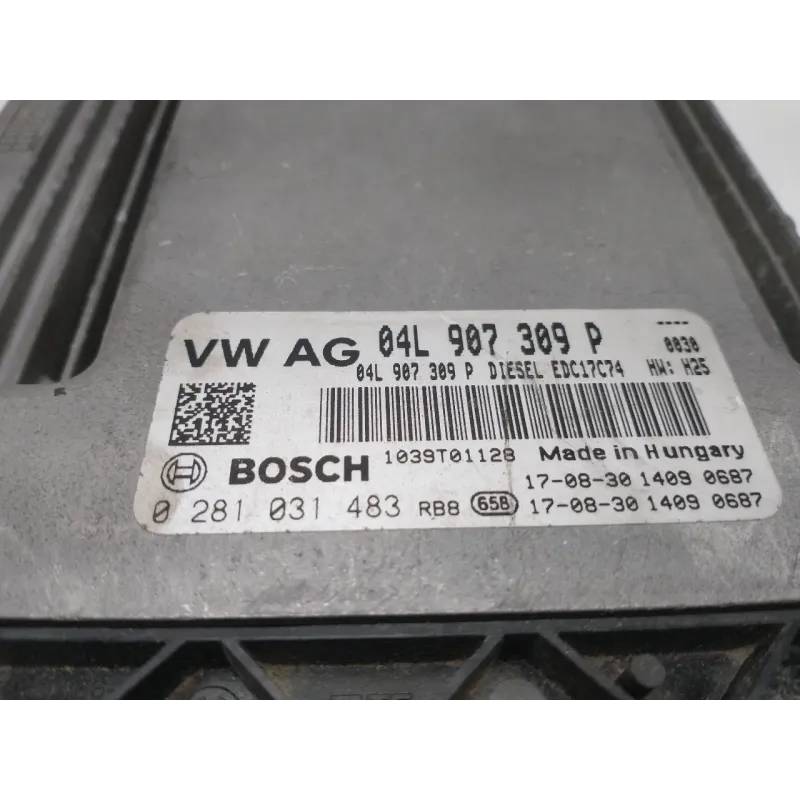 VW AG 04L 907 309 P ----
04L 907 309 P DIESEL EDC17C74 HW: H25 0030
BOSCH 1039T01128 Made in Hungary
17-08-30 1409 0687
0 281 031 483 RB8 658 17-08-30 1409 0687